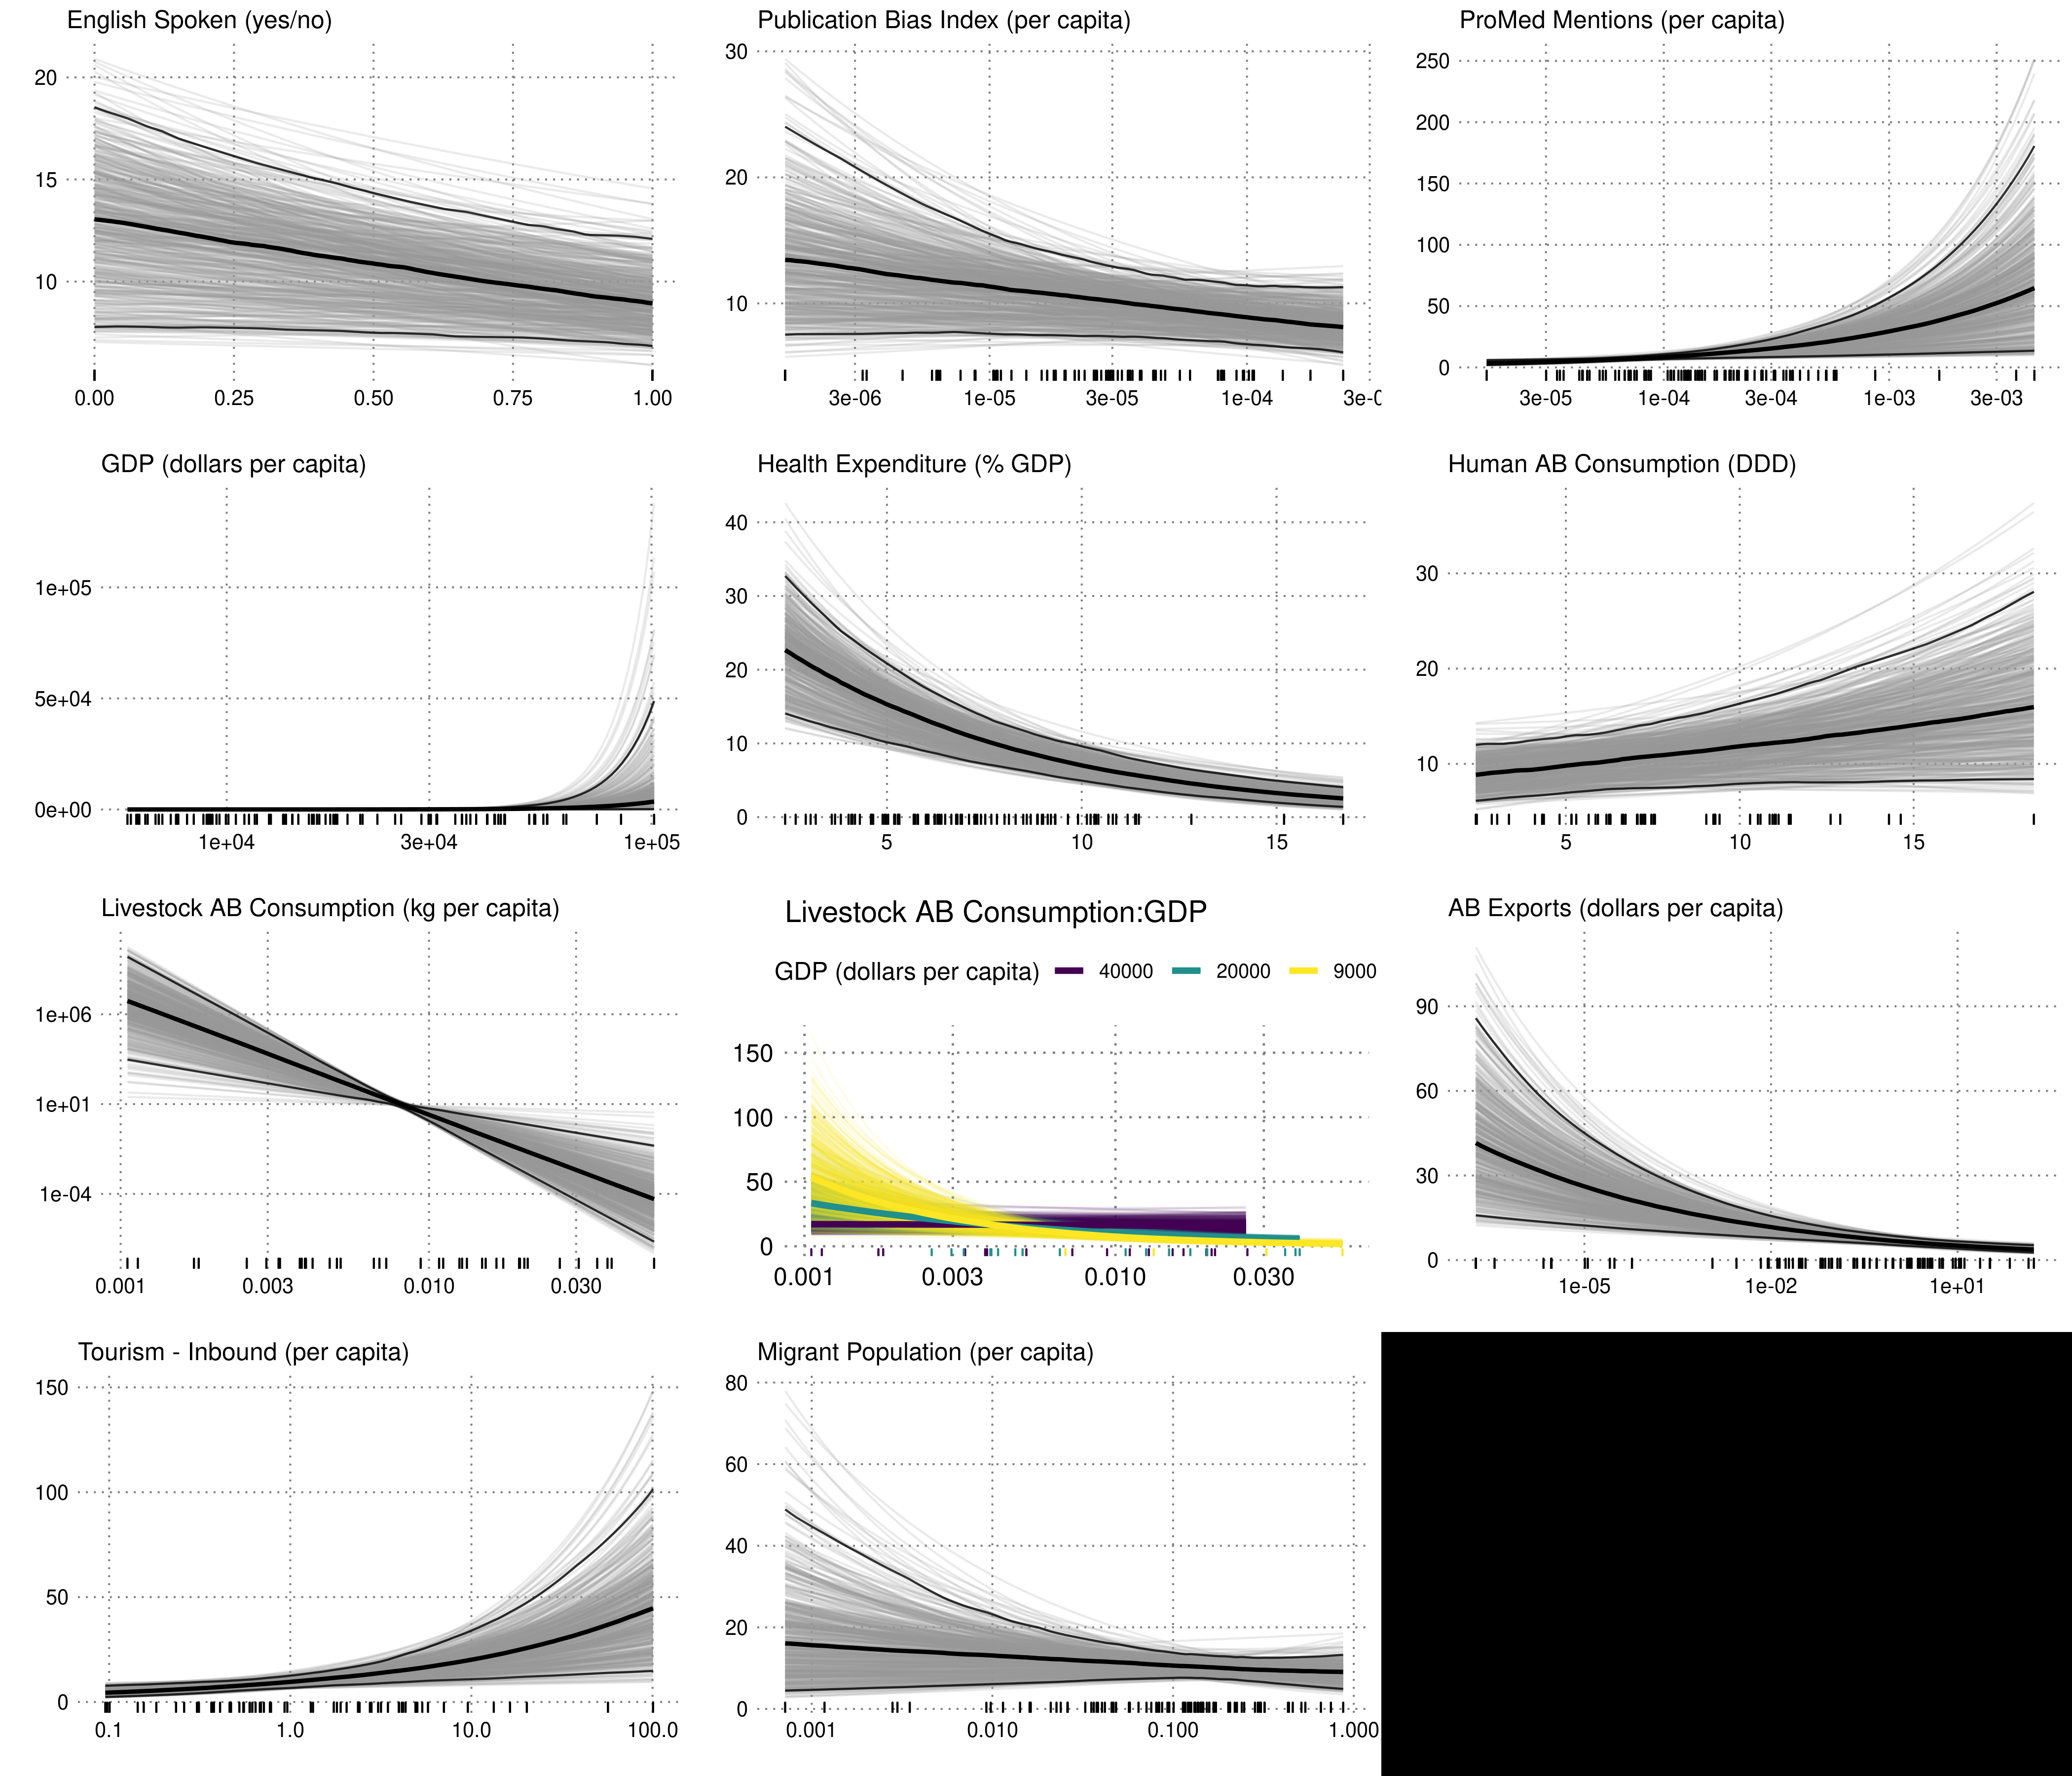 English Spoken (yes/no)
20
15
10
0.00 0.25 0.50 0.75 1.00
Publication Bias Index (per capita)
30
20
10
3e-06 1e-05 3e-05 1e-04
ProMed Mentions (per capita)
250
200
150
100
50
0
3e-05 1e-04 3e-04 1e-03 3e-03
GDP (dollars per capita)
1e+05
5e+04
0e+00
1e+04 3e+04 1e+05
Health Expenditure (% GDP)
40
30
20
10
0
5 10 15
Human AB Consumption (DDD)
30
20
10
5 10 15
Livestock AB Consumption (kg per capita)
1e+06
1e+01
1e-04
0.001 0.003 0.010 0.030
Livestock AB Consumption:GDP
GDP (dollars per capita) 40000 20000 9000
150
100
50
0
0.001 0.003 0.010 0.030
AB Exports (dollars per capita)
90
60
30
0
1e-05 1e-02 1e+01
Tourism - Inbound (per capita)
150
100
50
0
0.1 1.0 10.0 100.0
Migrant Population (per capita)
80
60
40
20
0
0.001 0.010 0.100 1.000